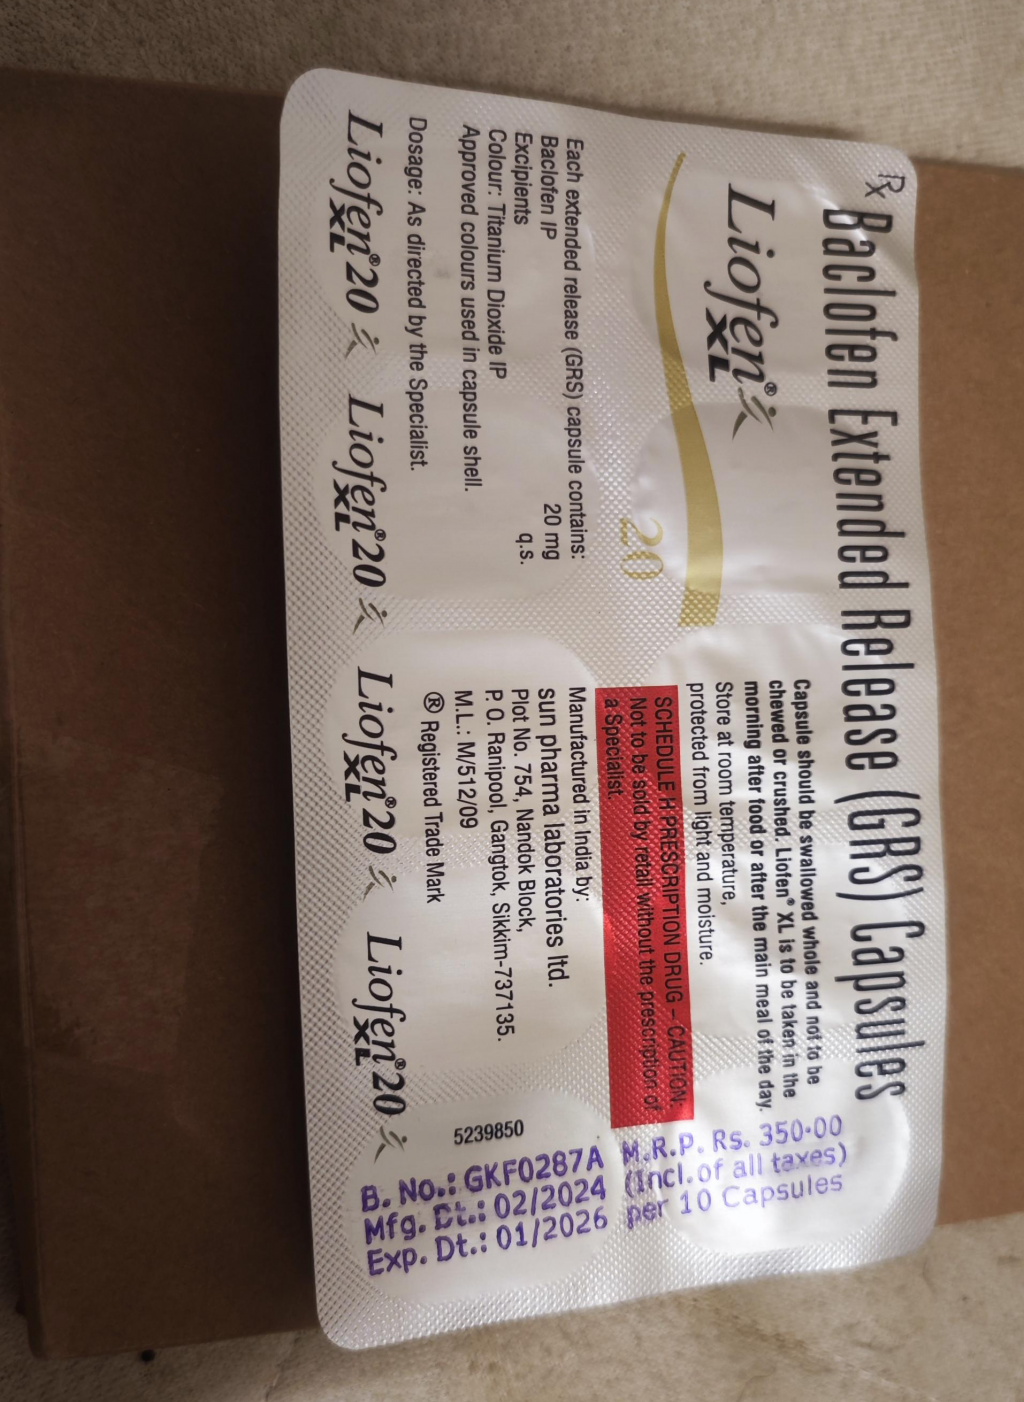 Rx Baclofen Extended Release (GRS) Capsules
Liofen® XL
20
Each extended release (GRS) capsule contains:
Baclofen IP 20 mg
Excipients q.s.
Colour: Titanium Dioxide IP
Approved colours used in capsule shell.
Dosage: As directed by the Specialist.
Capsule should be swallowed whole and not to be
chewed or crushed. Liofen® XL is to be taken in the
morning after food or after the main meal of the day.
Store at room temperature,
protected from light and moisture.
SCHEDULE H PRESCRIPTION DRUG – CAUTION:
Not to be sold by retail without the prescription of
a Specialist.
Manufactured in India by:
sun pharma laboratories ltd.
Plot No. 754, Nandok Block,
P. O. Ranipool, Gangtok, Sikkim-737135.
M.L.: M/512/09
® Registered Trade Mark
M.R.P. Rs. 350.00
(Incl.of all taxes)
per 10 Capsules
5239850
B. No.: GKF0287A
Mfg. Dt.: 02/2024
Exp. Dt.: 01/2026
Liofen® XL 20 Liofen® XL 20 Liofen® XL 20 Liofen® XL 20